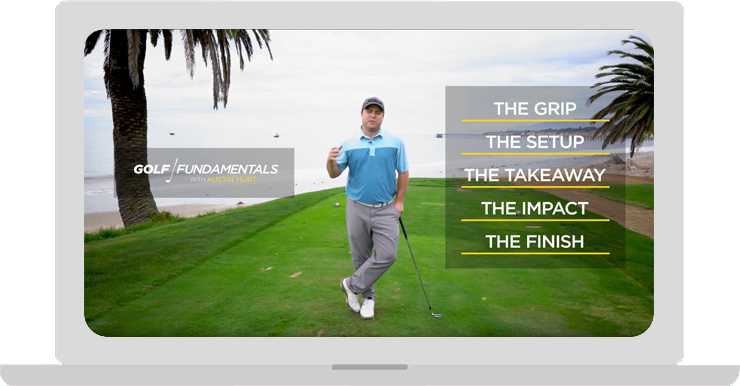 GOLF FUNDAMENTALS
WITH AUSTIN HURT
THE GRIP
THE SETUP
THE TAKEAWAY
THE IMPACT
THE FINISH